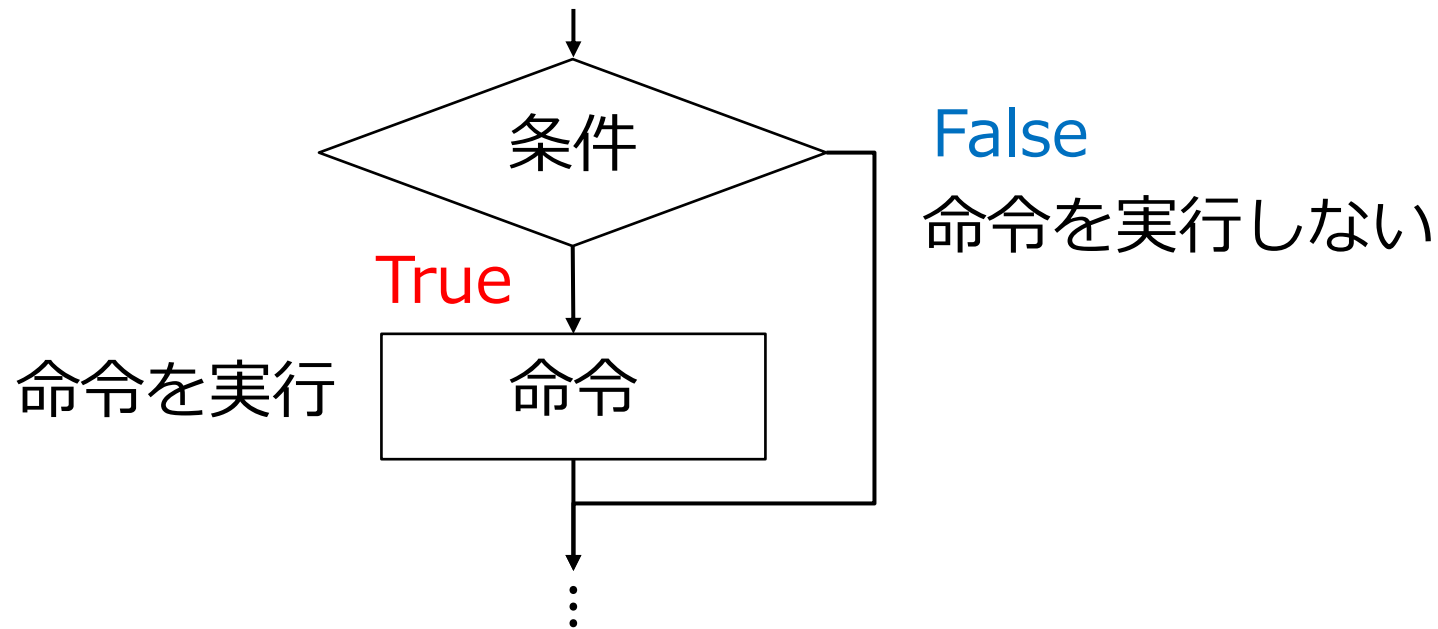 条件
False
命令を実行しない
True
命令を実行
命令